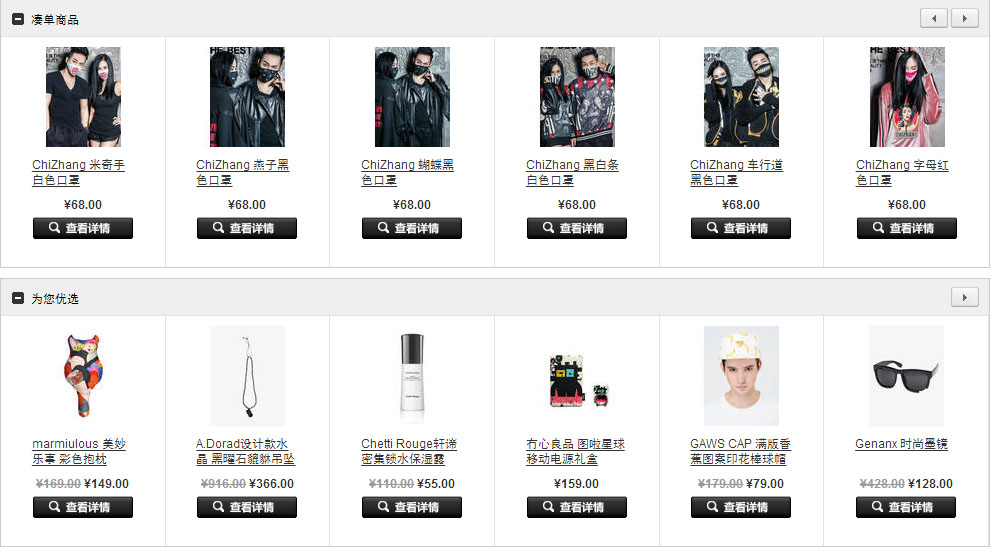 凑单商品
ChiZhang 米奇手
白色口罩
¥68.00
查看详情
ChiZhang 燕子黑
色口罩
¥68.00
查看详情
ChiZhang 蝴蝶黑
色口罩
¥68.00
查看详情
ChiZhang 黑白条
白色口罩
¥68.00
查看详情
ChiZhang 车行道
黑色口罩
¥68.00
查看详情
ChiZhang 字母红
色口罩
¥68.00
查看详情
为您优选
marmiulous 美妙
乐事 彩色抱枕
¥169.00 ¥149.00
查看详情
A.Dorad设计款水
晶 黑曜石貔貅吊坠
¥916.00 ¥366.00
查看详情
Chetti Rouge轩谛
密集锁水保湿露
¥110.00 ¥55.00
查看详情
冇心良品 图啦星球
移动电源礼盒
¥159.00
查看详情
GAWS CAP 满版香
蕉图案印花棒球帽
¥179.00 ¥79.00
查看详情
Genanx 时尚墨镜
¥428.00 ¥128.00
查看详情